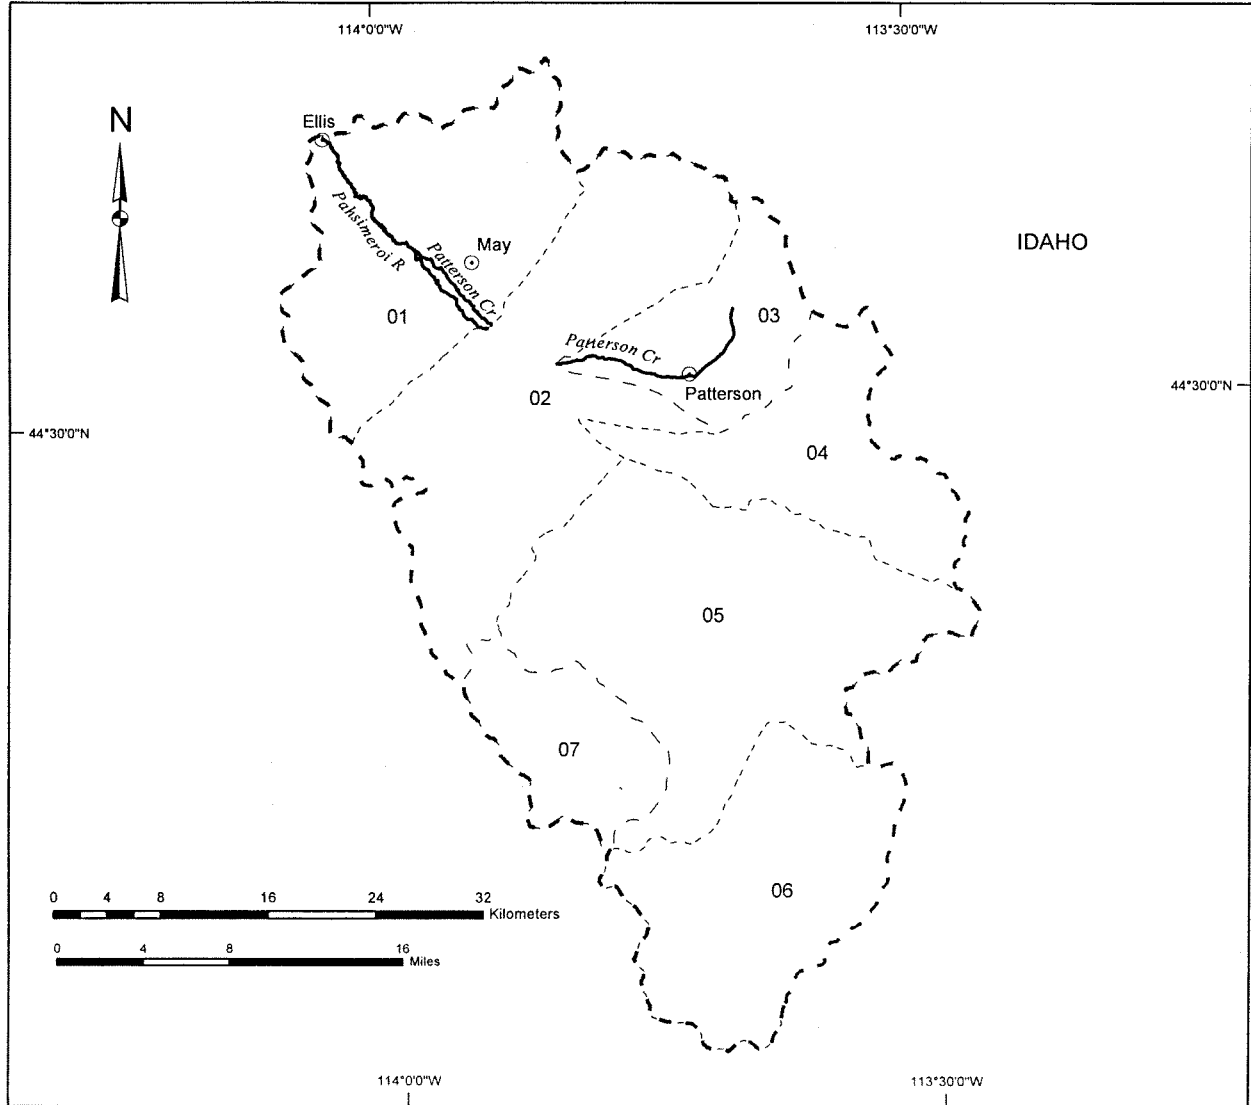 114°0'0"W
113°30'0"W
N
Ellis
Pahsimeroi R
Patterson Cr
May
IDAHO
01
03
Patterson Cr
Patterson
44°30'0"N
02
44°30'0"N
04
05
07
06
0 4 8 16 24 32
Kilometers
0 4 8 16
Miles
114°0'0"W
113°30'0"W